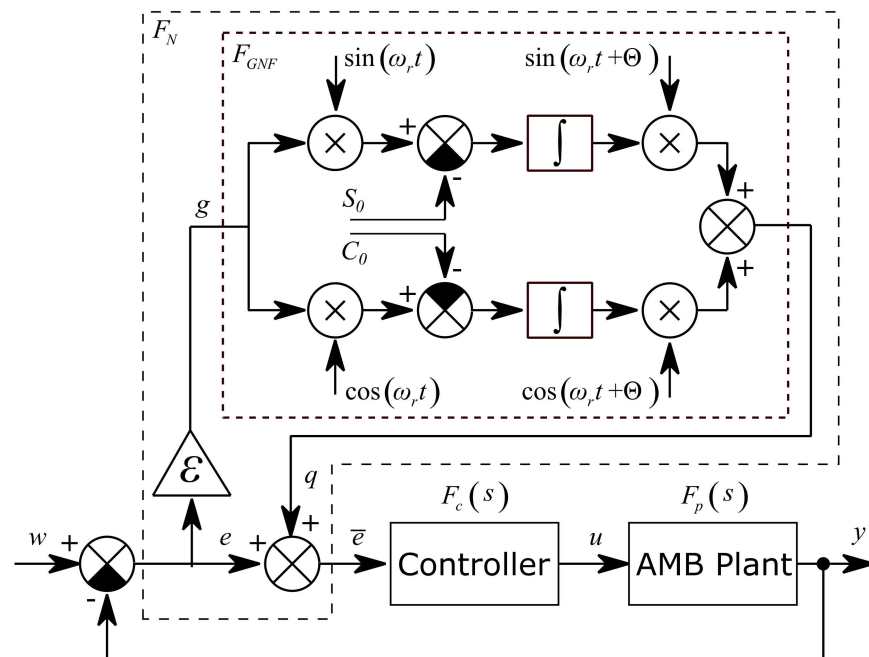 F_N
F_GNF
sin(ω_r t)
sin(ω_r t+Θ)
×
+
∫
×
-
S_0
+
g
C_0
-
+
×
+
∫
×
cos(ω_r t)
cos(ω_r t+Θ)
ε
q
F_c(s)
F_p(s)
w
+
e
+
+
ē
Controller
u
AMB Plant
y
-